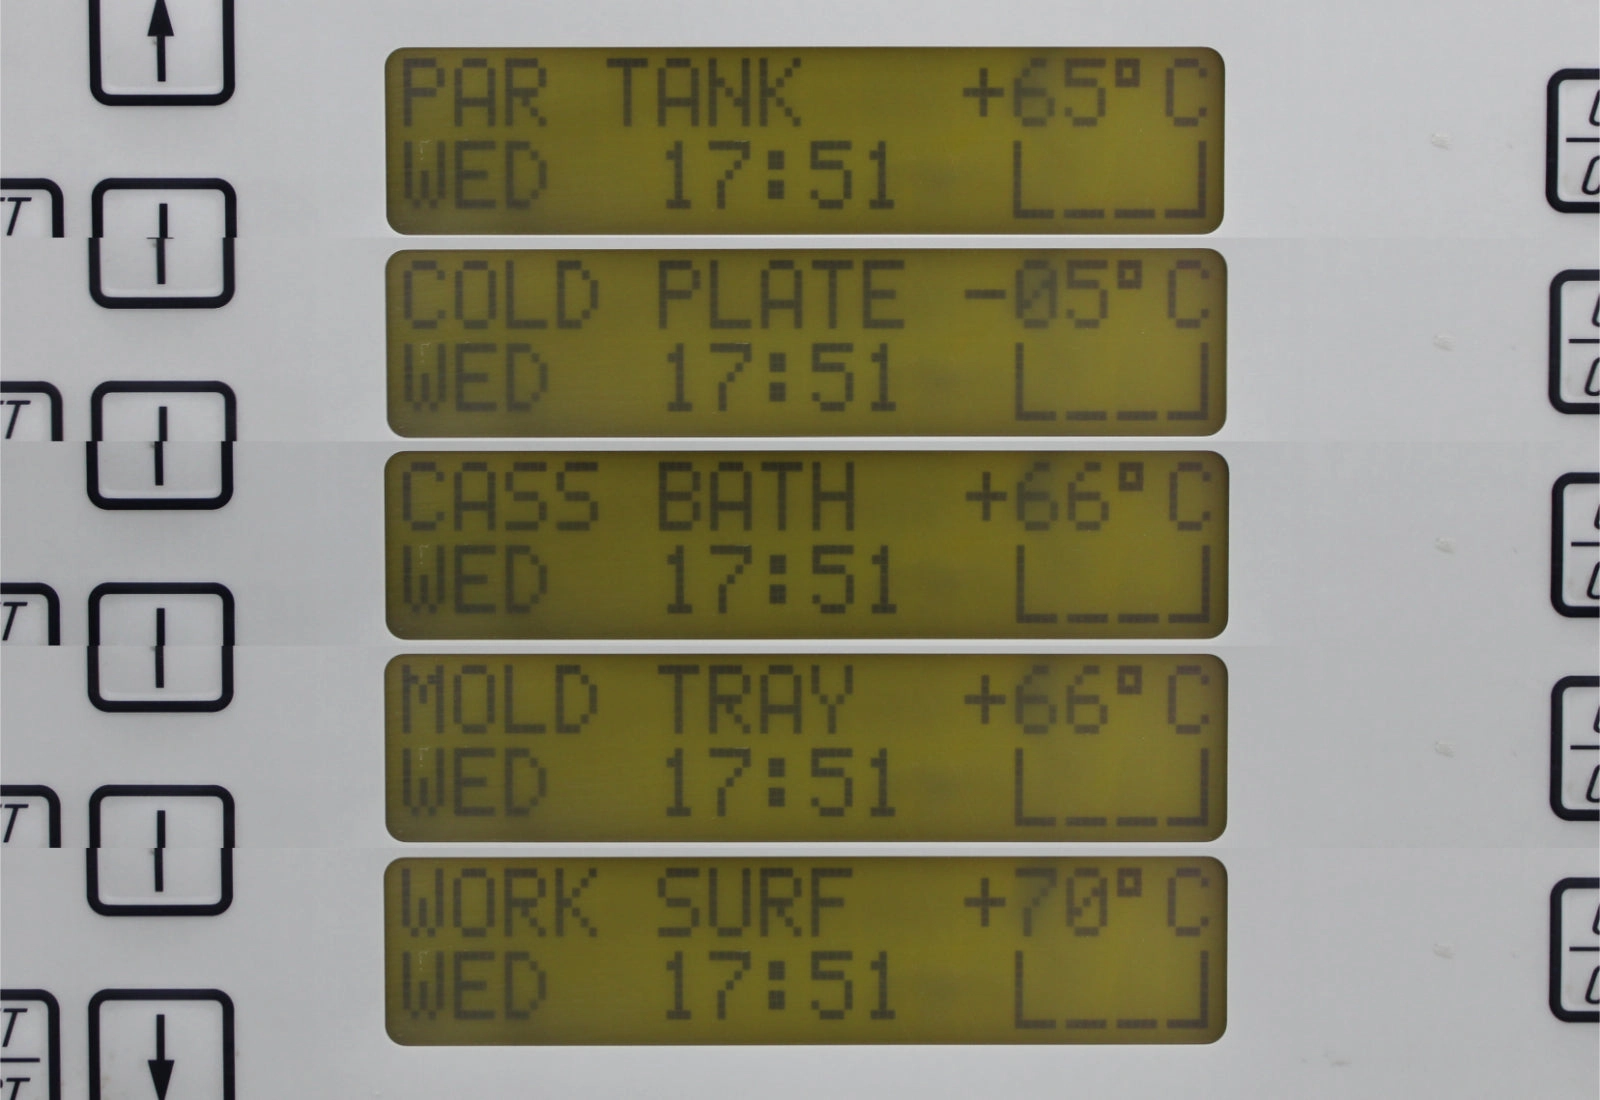 PAR TANK +65°C
WED 17:51
COLD PLATE -05°C
WED 17:51
CASS BATH +66°C
WED 17:51
MOLD TRAY +66°C
WED 17:51
WORK SURF +70°C
WED 17:51